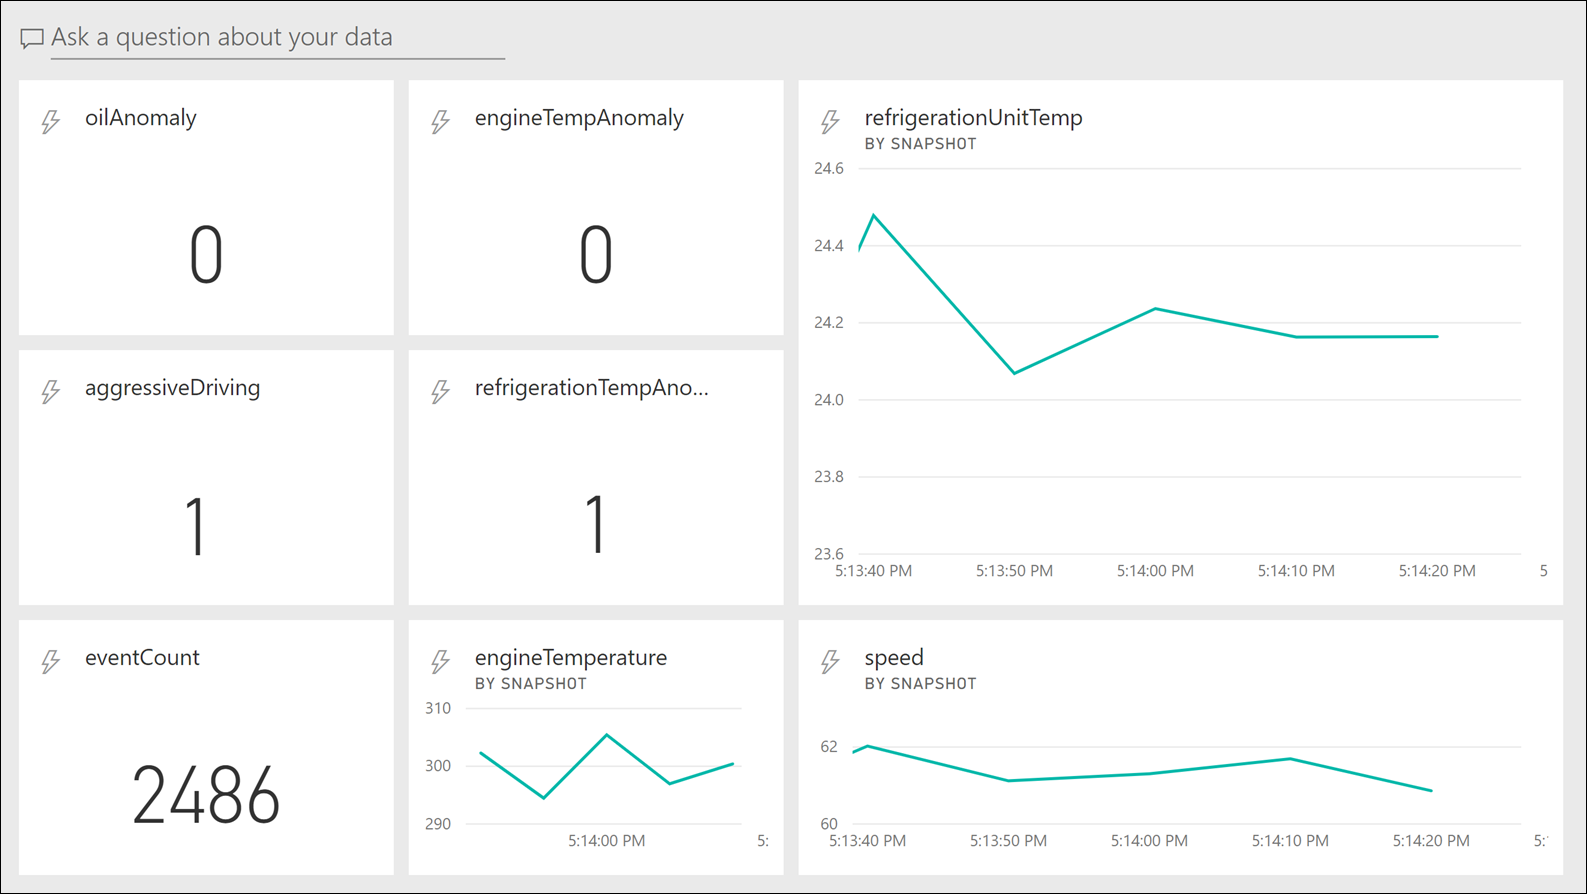 Ask a question about your data
oilAnomaly
0
engineTempAnomaly
0
refrigerationUnitTemp
BY SNAPSHOT
24.6
24.4
24.2
24.0
23.8
23.6
5:13:40 PM 5:13:50 PM 5:14:00 PM 5:14:10 PM 5:14:20 PM 5
aggressiveDriving
1
refrigerationTempAno...
1
eventCount
2486
engineTemperature
BY SNAPSHOT
310
300
290
5:14:00 PM 5:
speed
BY SNAPSHOT
62
60
5:13:40 PM 5:13:50 PM 5:14:00 PM 5:14:10 PM 5:14:20 PM 5: